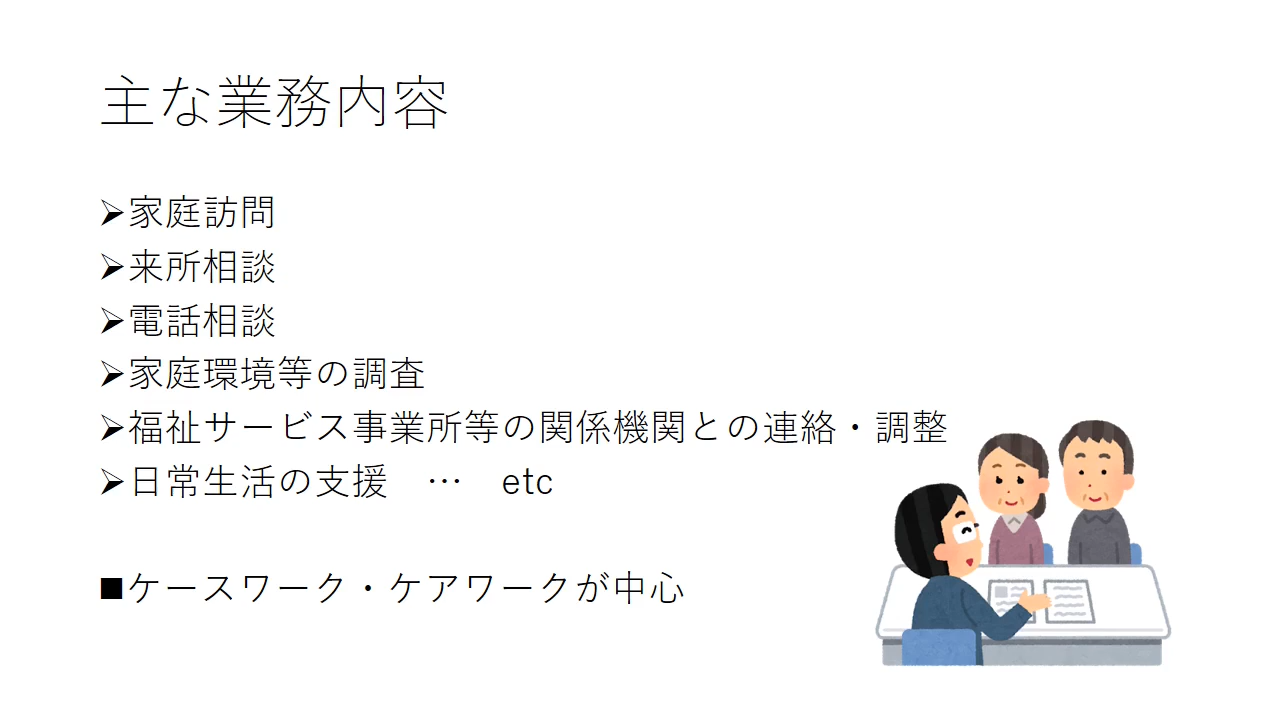 主な業務内容
➢家庭訪問
➢来所相談
➢電話相談
➢家庭環境等の調査
➢福祉サービス事業所等の関係機関との連絡・調整
➢日常生活の支援　…　etc
■ケースワーク・ケアワークが中心